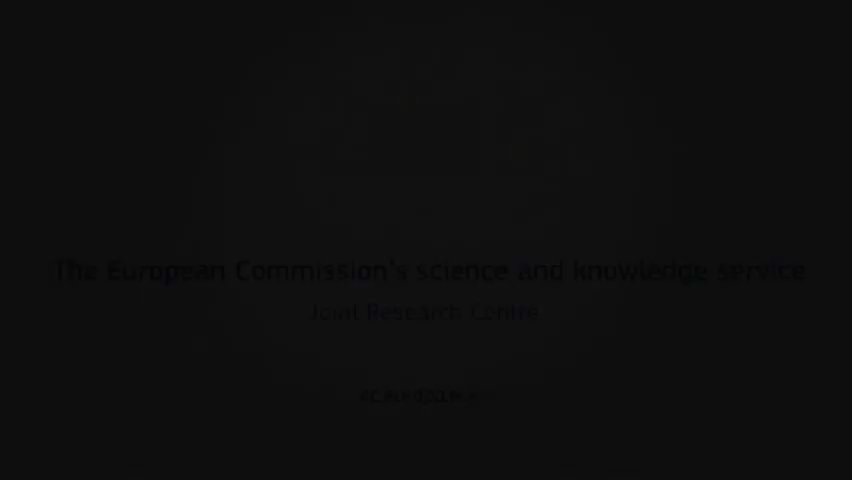 The European Commission's science and knowledge service
Joint Research Centre